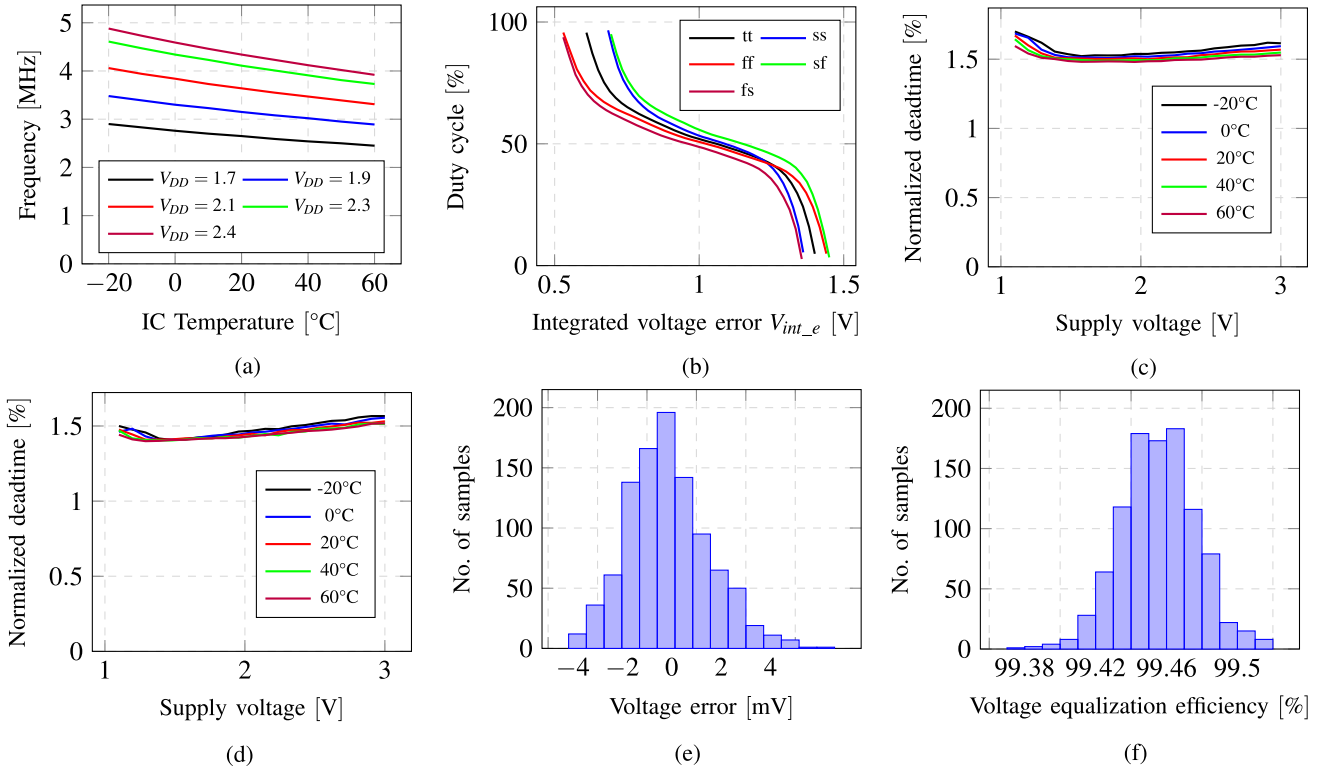 5
4
3
2
1
0
Frequency [MHz]
V_DD = 1.7
V_DD = 1.9
V_DD = 2.1
V_DD = 2.3
V_DD = 2.4
−20
0
20
40
60
IC Temperature [°C]
(a)
100
50
0
Duty cycle [%]
tt
ss
ff
sf
fs
0.5
1
1.5
Integrated voltage error V_int_e [V]
(b)
1.5
1
0.5
0
Normalized deadtime [%]
-20°C
0°C
20°C
40°C
60°C
1
2
3
Supply voltage [V]
(c)
1.5
1
0.5
0
Normalized deadtime [%]
-20°C
0°C
20°C
40°C
60°C
1
2
3
Supply voltage [V]
(d)
200
150
100
50
0
No. of samples
−4
−2
0
2
4
Voltage error [mV]
(e)
200
150
100
50
0
No. of samples
99.38
99.42
99.46
99.5
Voltage equalization efficiency [%]
(f)